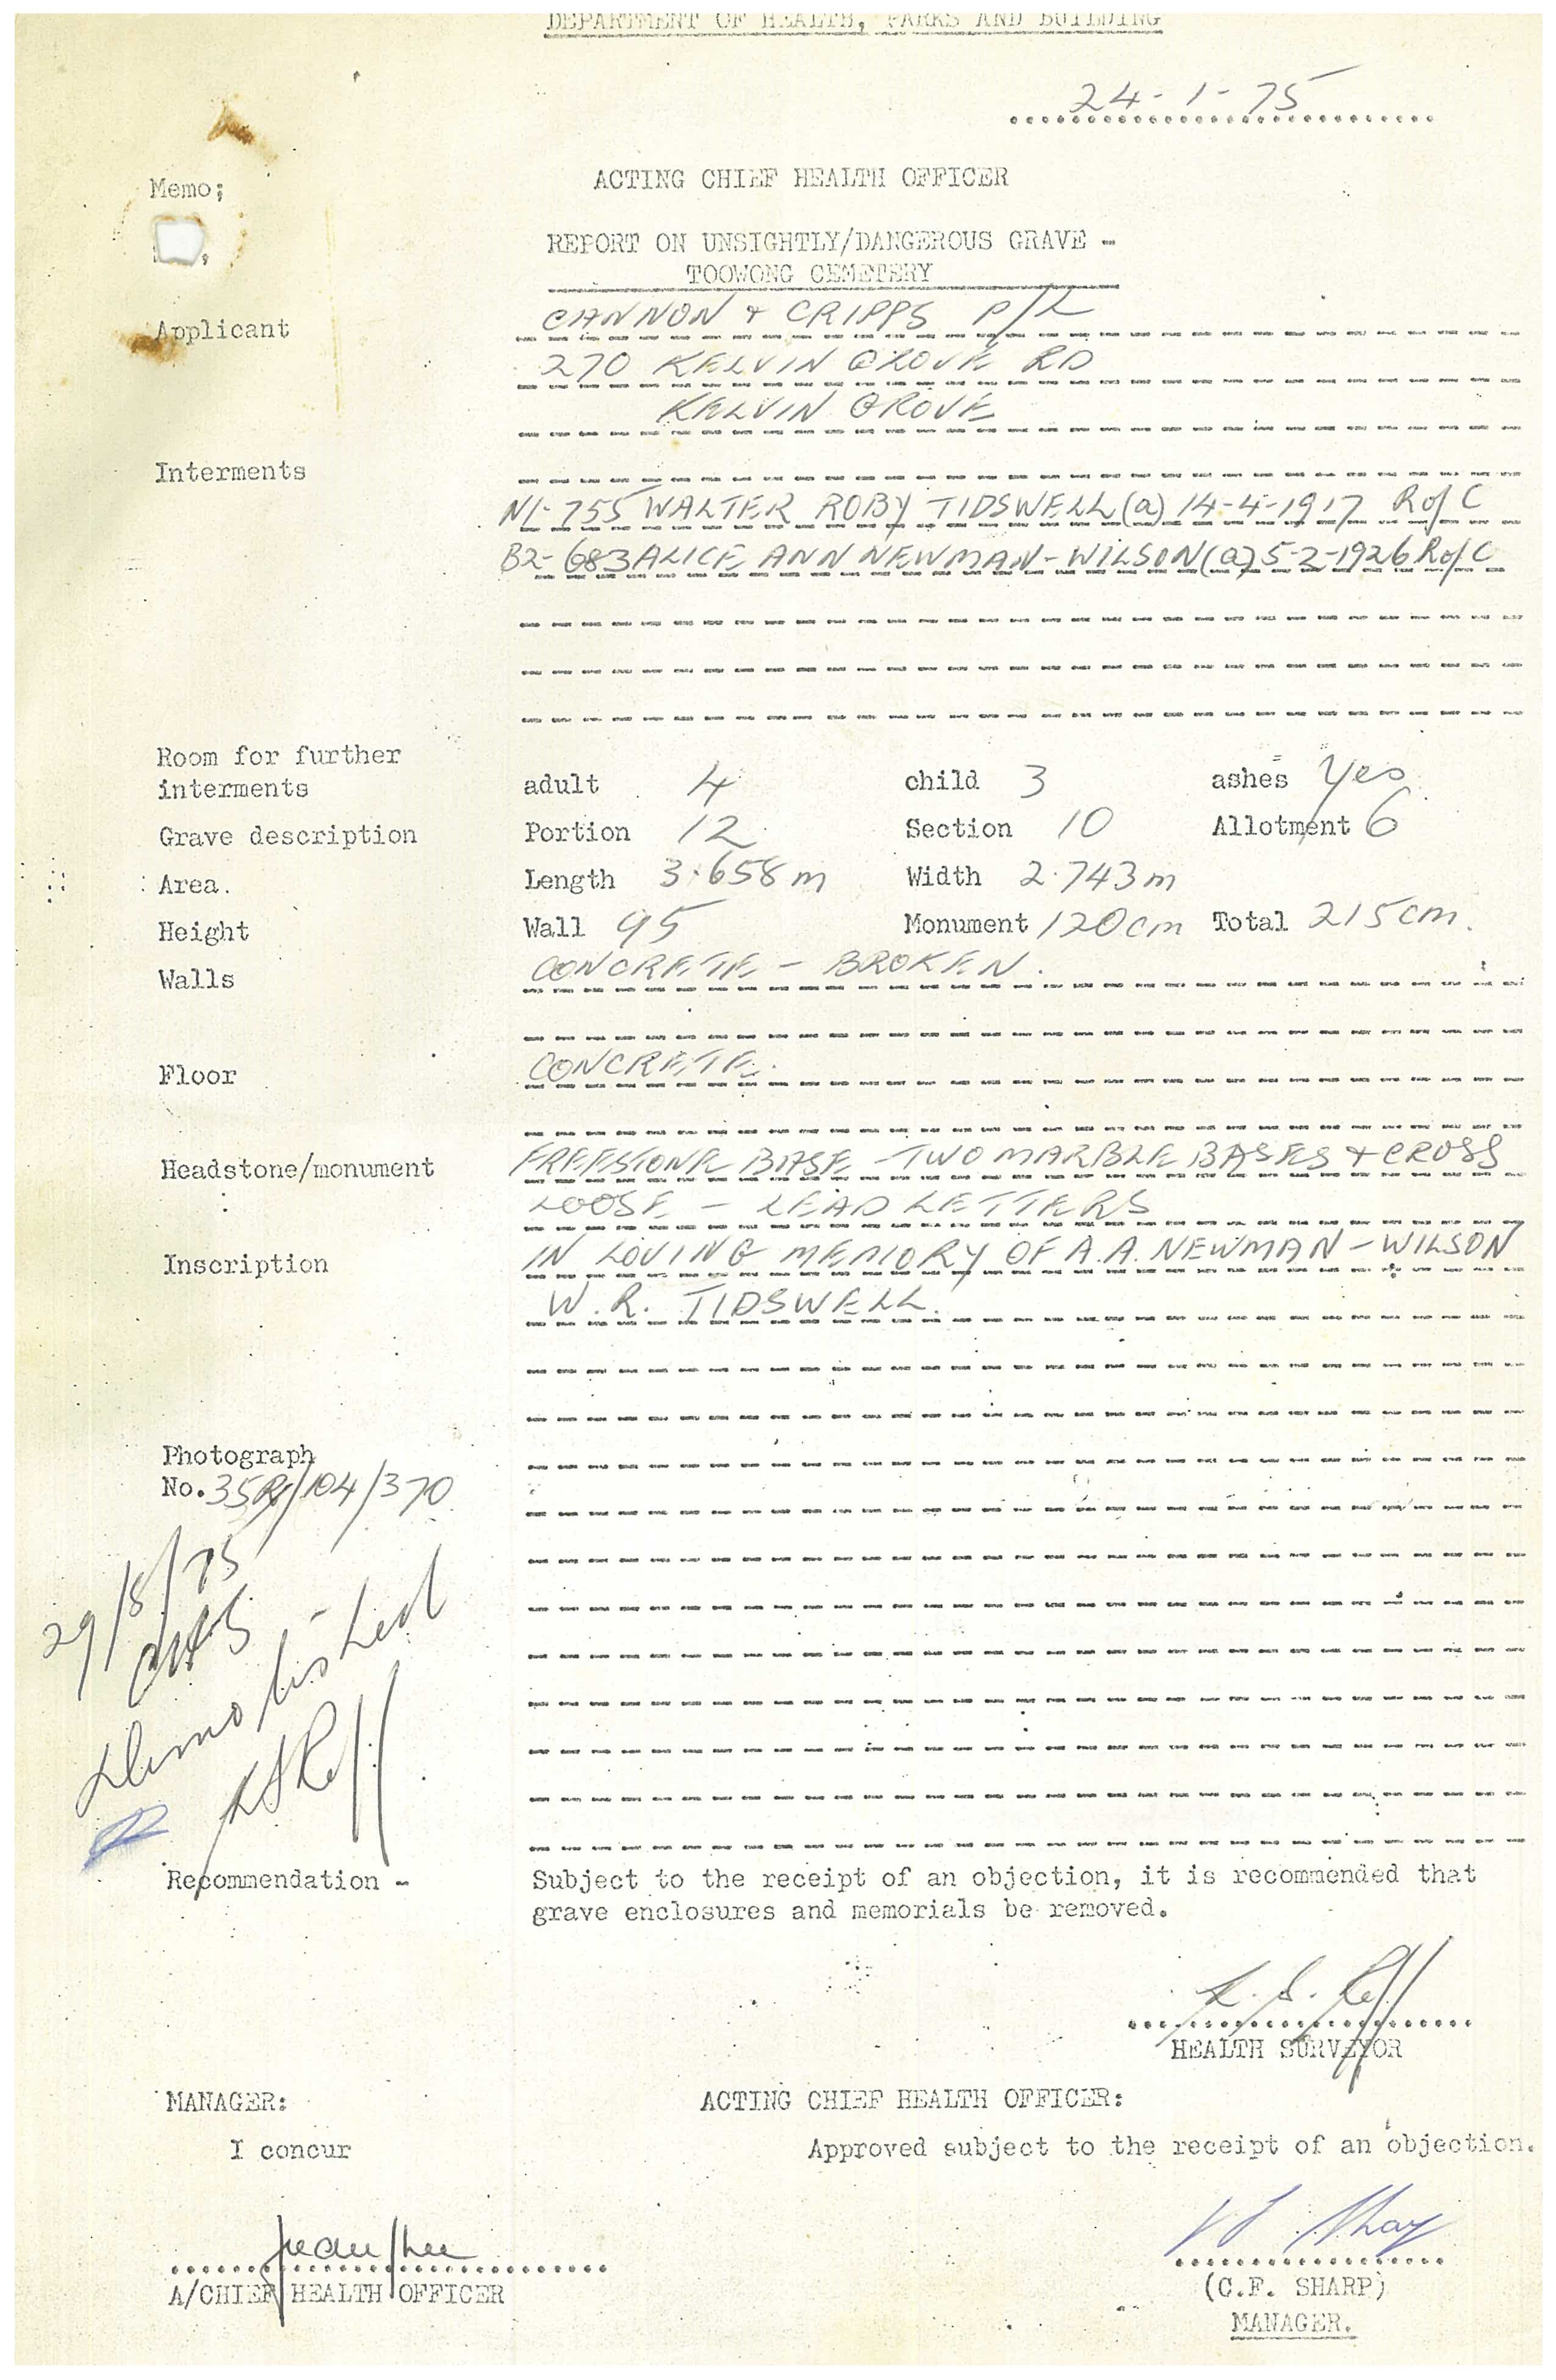 DEPARTMENT OF HEALTH, PARKS AND BUILDING
24-1-75
Memo;
ACTING CHIEF HEALTH OFFICER
REPORT ON UNSIGHTLY/DANGEROUS GRAVE -
TOOWONG CEMETERY
Applicant CANNON & CRIPPS P/L
270 KELVIN GROVE RD
KELVIN GROVE
Interments
N1-755 WALTER ROBY TIDSWELL (a) 14-4-1917 R of C
B2-683 ALICE ANN NEWMAN-WILSON (a) 5-2-1926 R of C
Room for further
interments adult 4 child 3 ashes Yes
Grave description Portion 12 Section 10 Allotment 6
Area. Length 3.658m Width 2.743m
Height Wall 95 Monument 120cm Total 215cm.
Walls CONCRETE - BROKEN.
Floor CONCRETE.
Headstone/monument FREESTONE BASE - TWO MARBLE BASES & CROSS
LOOSE - LEAD LETTERS
Inscription IN LOVING MEMORY OF A.A. NEWMAN-WILSON
W.R. TIDSWELL.
Photograph
No. 35R/104/370
29/8/75
Demolished
Recommendation - Subject to the receipt of an objection, it is recommended that
grave enclosures and memorials be removed.
HEALTH SURVEYOR
MANAGER: ACTING CHIEF HEALTH OFFICER:
I concur Approved subject to the receipt of an objection.
A/CHIEF HEALTH OFFICER (C.F. SHARP)
MANAGER.